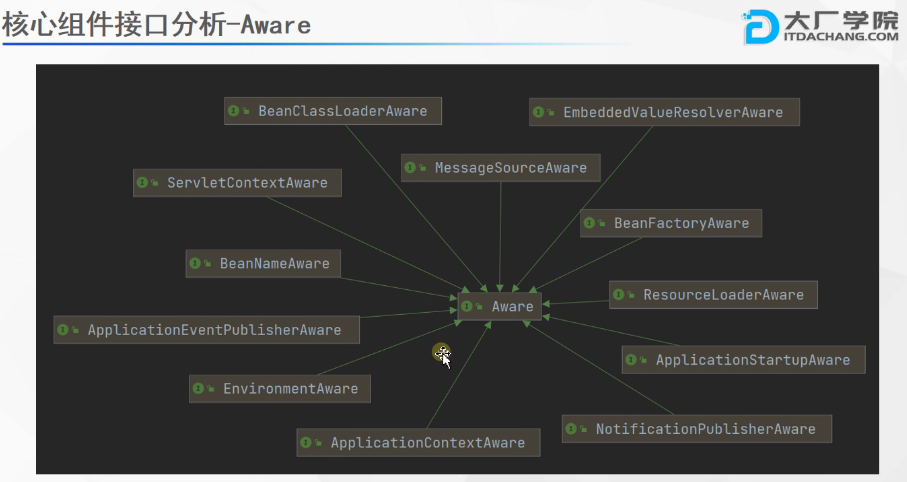 核心组件接口分析-Aware
大厂学院
ITDACHANG.COM
BeanClassLoaderAware
EmbeddedValueResolverAware
MessageSourceAware
ServletContextAware
BeanFactoryAware
BeanNameAware
ResourceLoaderAware
Aware
ApplicationEventPublisherAware
ApplicationStartupAware
EnvironmentAware
NotificationPublisherAware
ApplicationContextAware